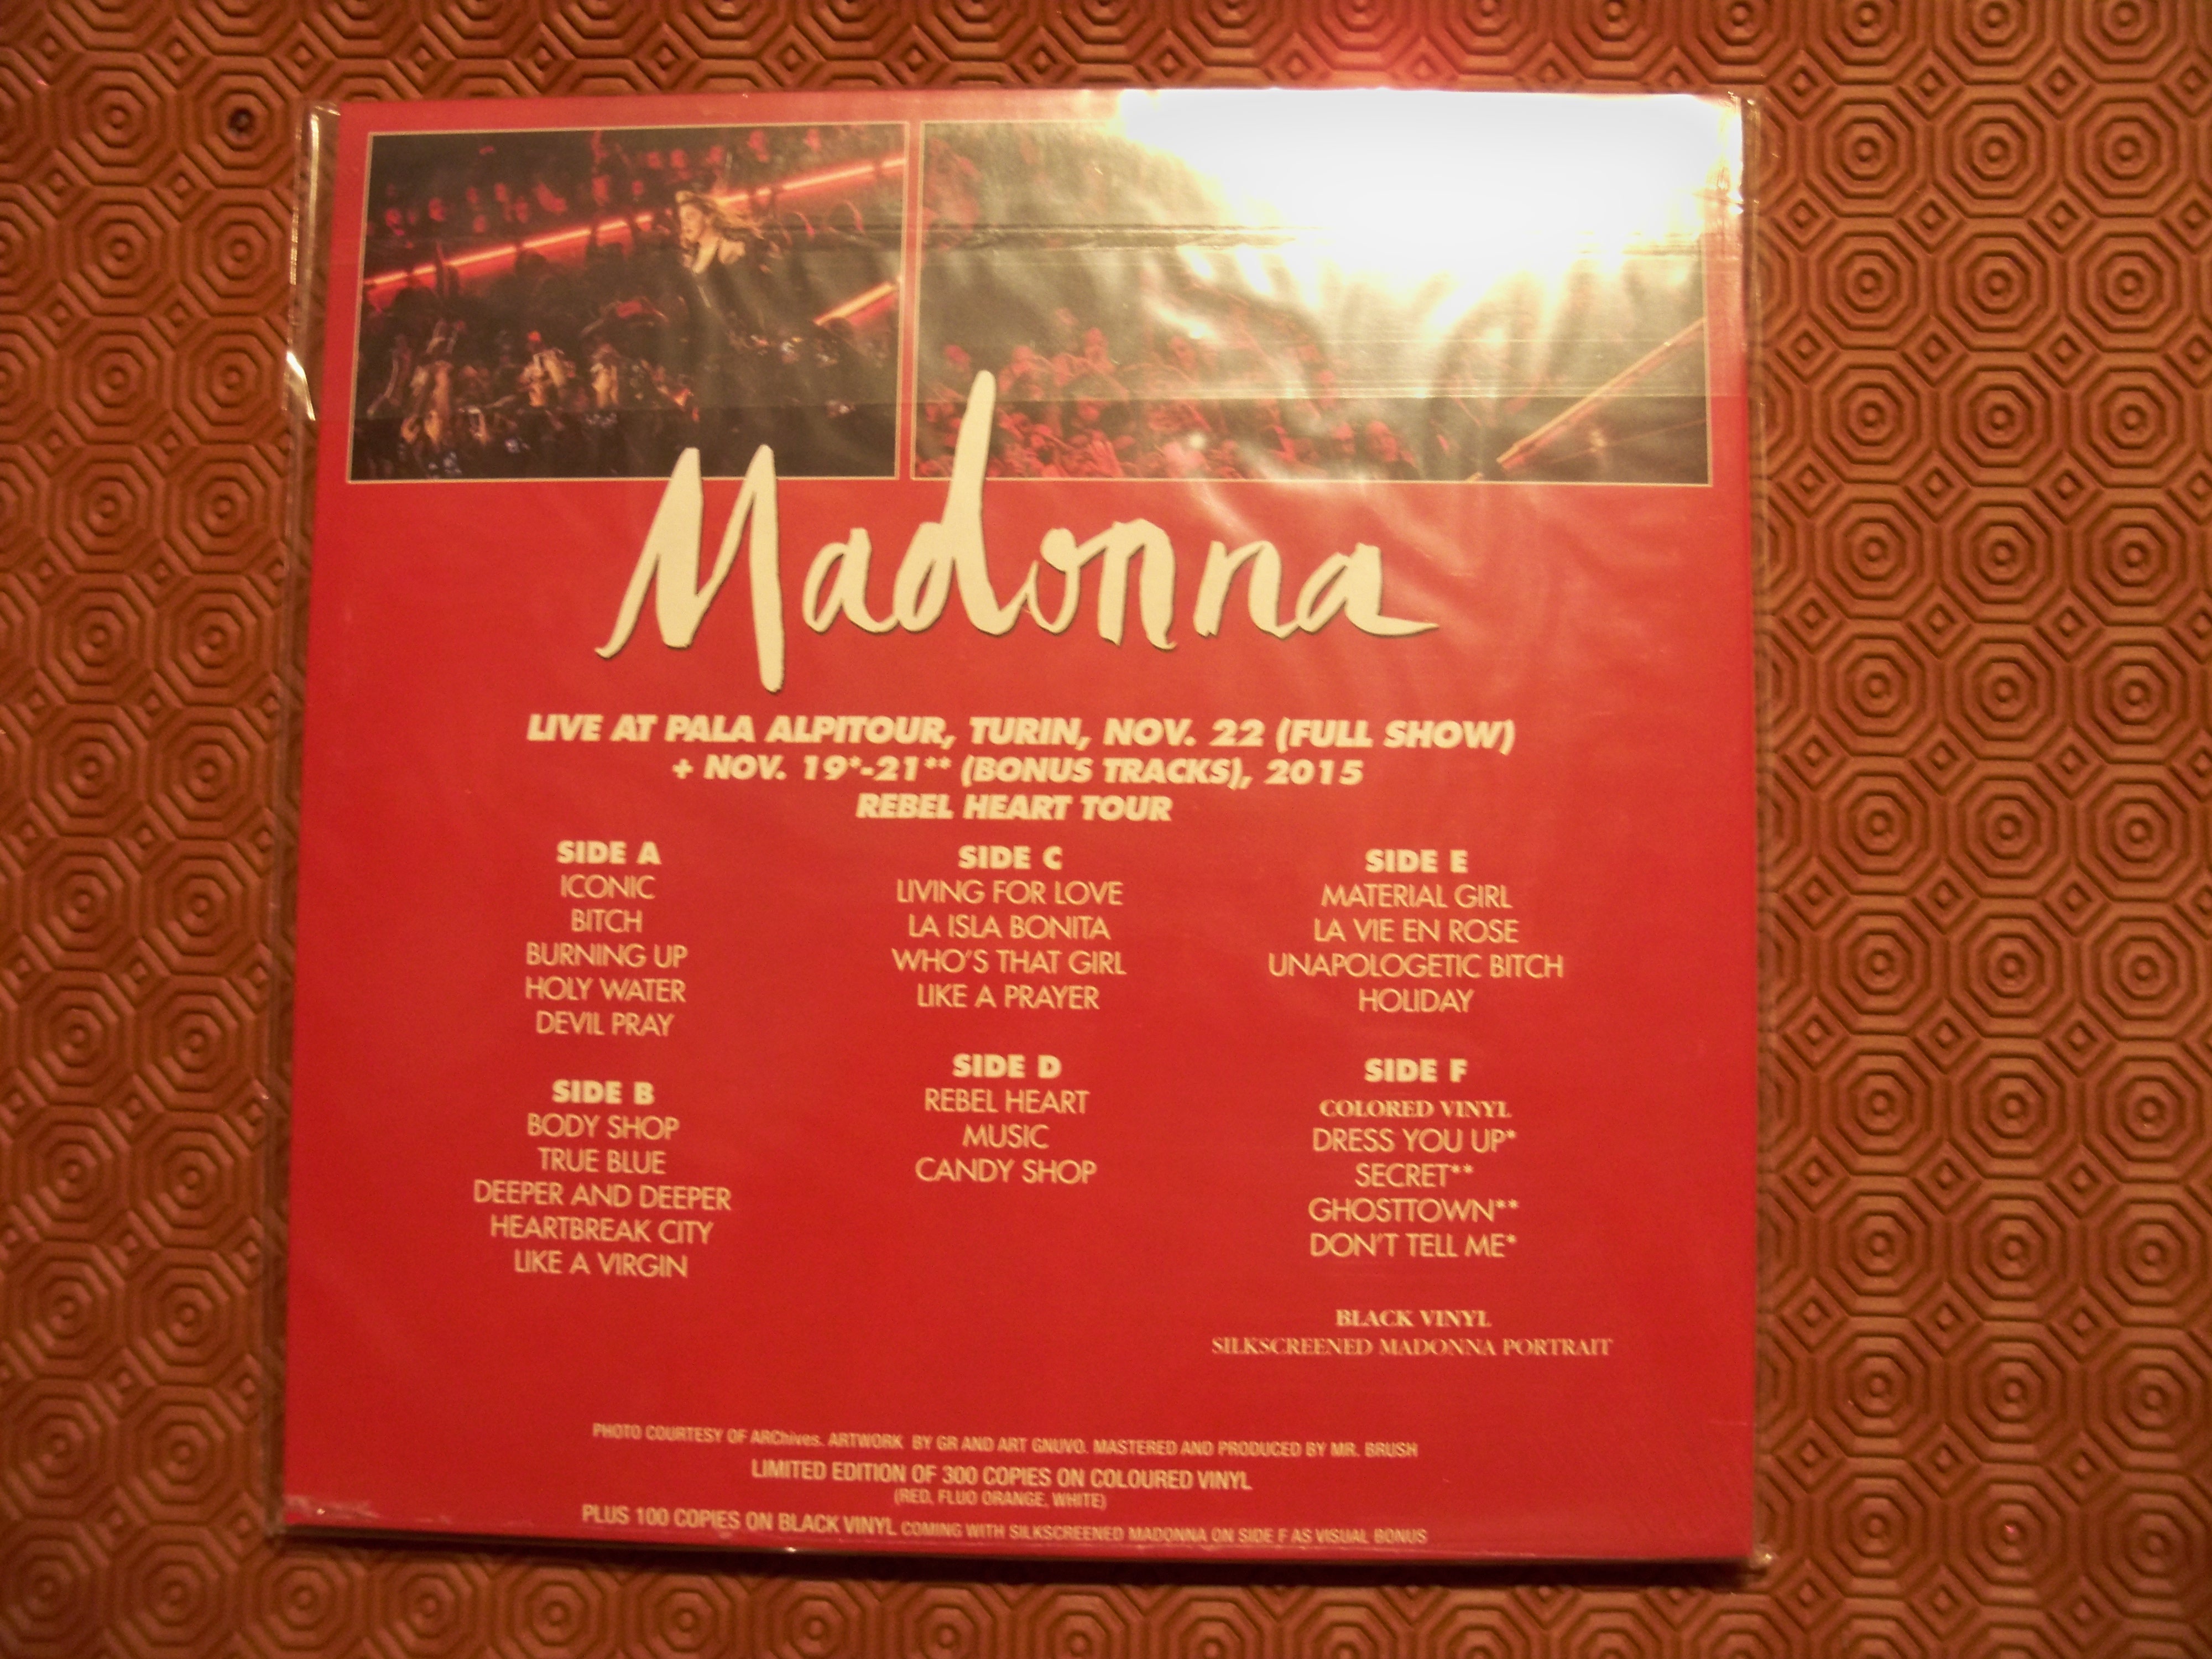 Madonna
LIVE AT PALA ALPITOUR, TURIN, NOV. 22 (FULL SHOW)
+ NOV. 19*-21** (BONUS TRACKS), 2015
REBEL HEART TOUR
SIDE A
ICONIC
BITCH
BURNING UP
HOLY WATER
DEVIL PRAY
SIDE B
BODY SHOP
TRUE BLUE
DEEPER AND DEEPER
HEARTBREAK CITY
LIKE A VIRGIN
SIDE C
LIVING FOR LOVE
LA ISLA BONITA
WHO'S THAT GIRL
LIKE A PRAYER
SIDE D
REBEL HEART
MUSIC
CANDY SHOP
SIDE E
MATERIAL GIRL
LA VIE EN ROSE
UNAPOLOGETIC BITCH
HOLIDAY
SIDE F
COLORED VINYL
DRESS YOU UP*
SECRET**
GHOSTTOWN**
DON'T TELL ME*
BLACK VINYL
SILKSCREENED MADONNA PORTRAIT
PHOTO COURTESY OF ARChives. ARTWORK BY GR AND ART GNUVO. MASTERED AND PRODUCED BY MR. BRUSH
LIMITED EDITION OF 300 COPIES ON COLOURED VINYL
(RED, FLUO ORANGE, WHITE)
PLUS 100 COPIES ON BLACK VINYL COMING WITH SILKSCREENED MADONNA ON SIDE F AS VISUAL BONUS